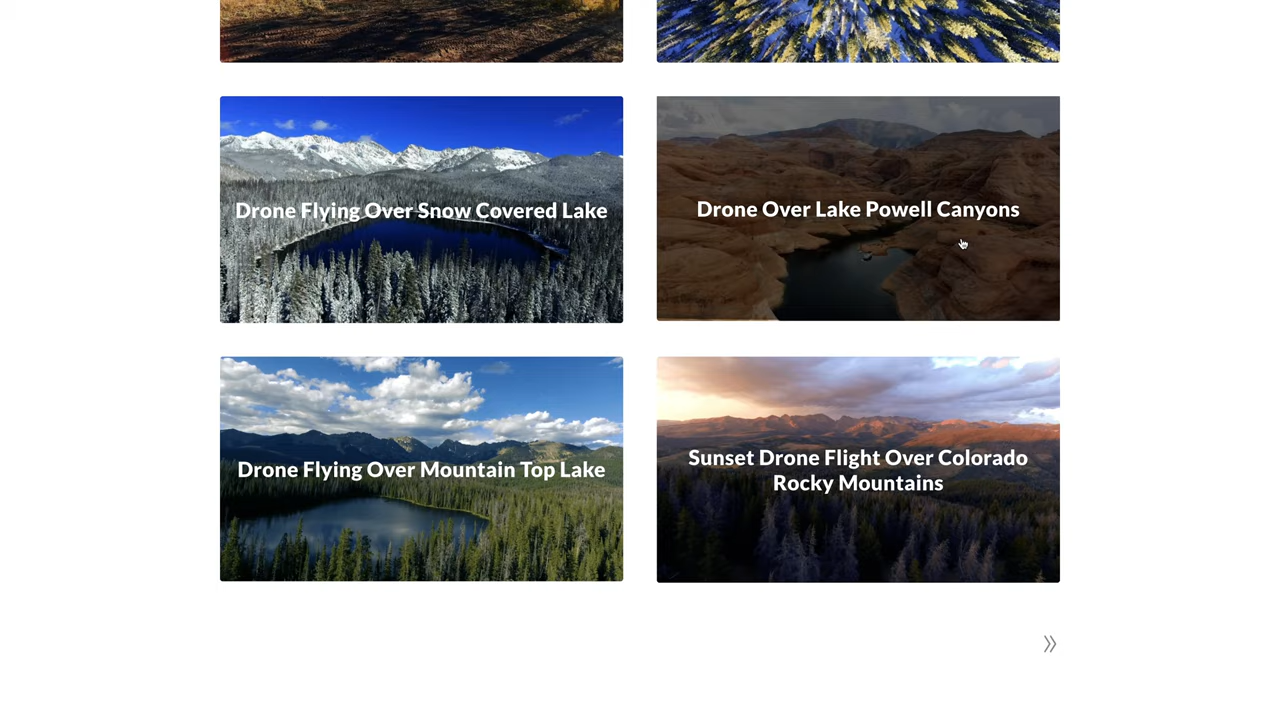 Drone Flying Over Snow Covered Lake
Drone Over Lake Powell Canyons
Drone Flying Over Mountain Top Lake
Sunset Drone Flight Over Colorado
Rocky Mountains